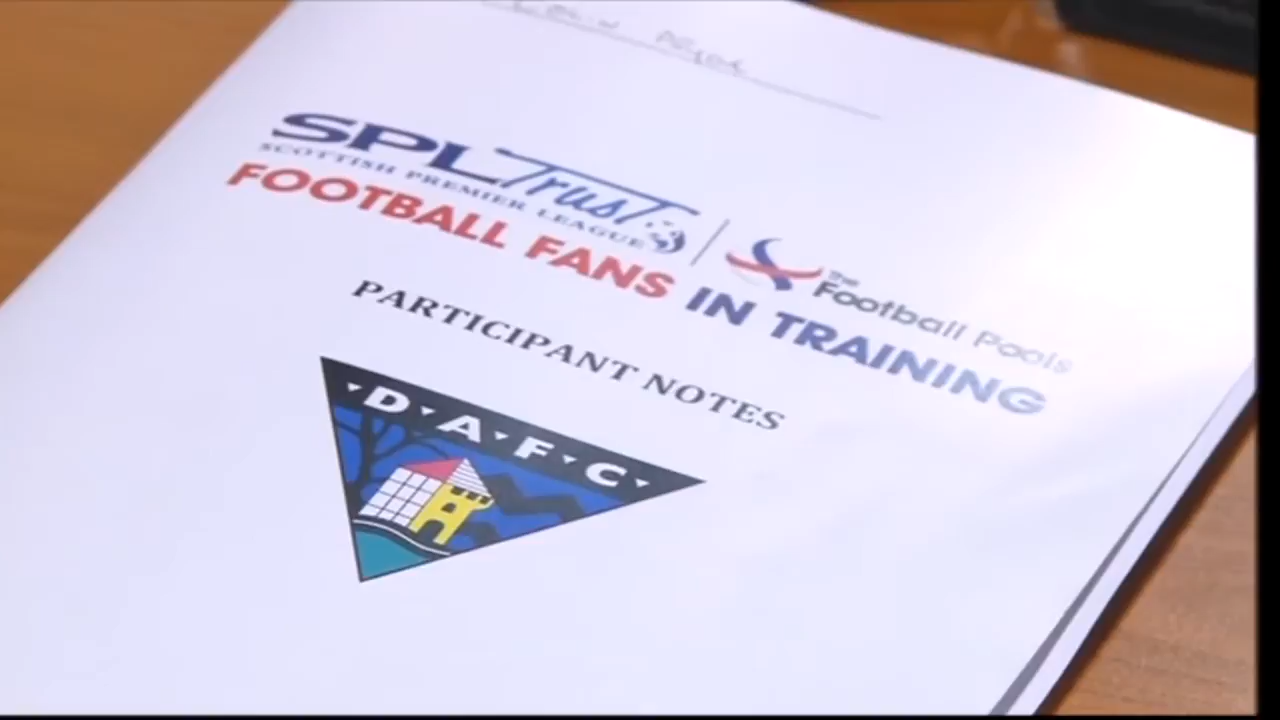 SPL Trust
SCOTTISH PREMIER LEAGUE
the Football Pools
FOOTBALL FANS IN TRAINING
PARTICIPANT NOTES
D A F C